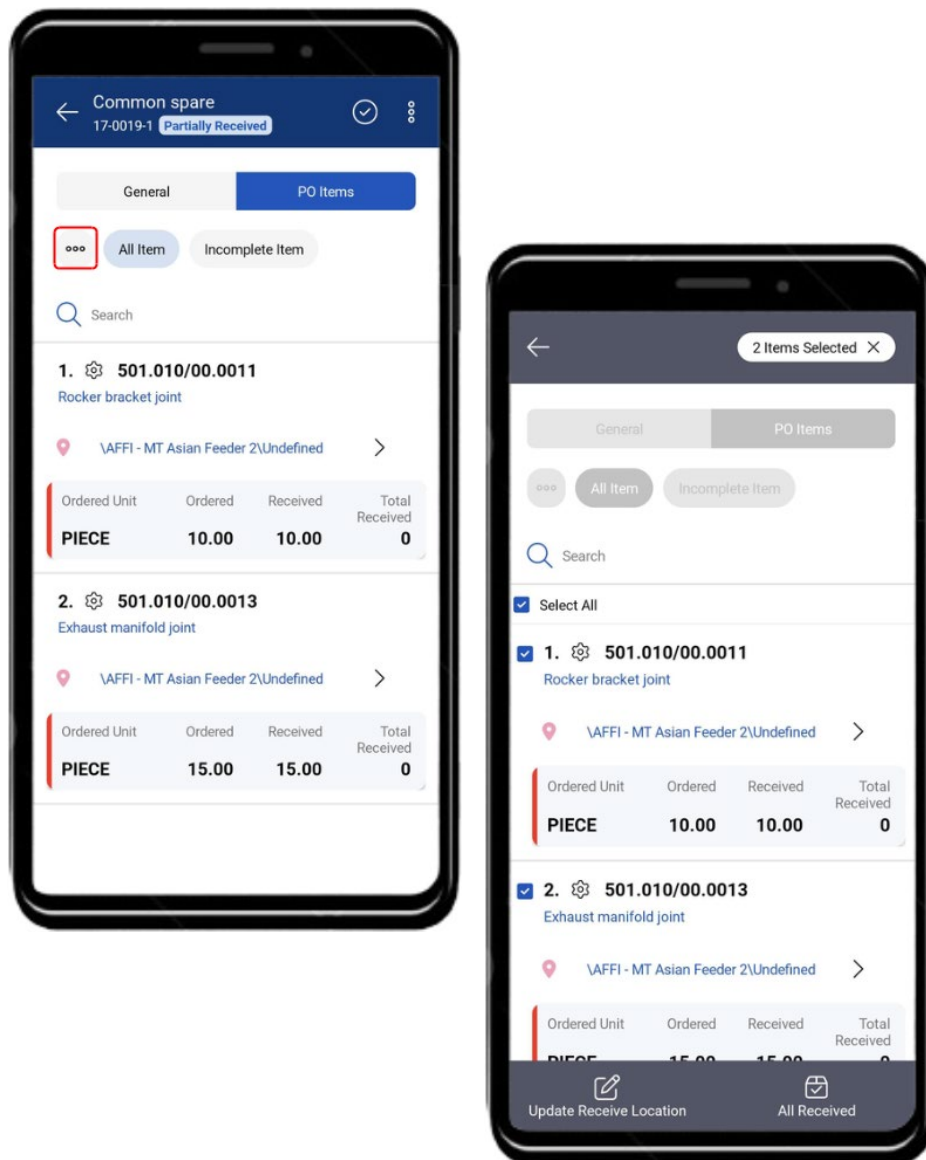 Common spare
17-0019-1 Partially Received
General PO Items
All Item Incomplete Item
Search
1. 501.010/00.0011
Rocker bracket joint
\AFFI - MT Asian Feeder 2\Undefined
Ordered Unit Ordered Received Total Received
PIECE 10.00 10.00 0
2. 501.010/00.0013
Exhaust manifold joint
\AFFI - MT Asian Feeder 2\Undefined
Ordered Unit Ordered Received Total Received
PIECE 15.00 15.00 0
2 Items Selected
General PO Items
All Item Incomplete Item
Search
Select All
1. 501.010/00.0011
Rocker bracket joint
\AFFI - MT Asian Feeder 2\Undefined
Ordered Unit Ordered Received Total Received
PIECE 10.00 10.00 0
2. 501.010/00.0013
Exhaust manifold joint
\AFFI - MT Asian Feeder 2\Undefined
Ordered Unit Ordered Received Total Received
PIECE 15.00 15.00 0
Update Receive Location All Received